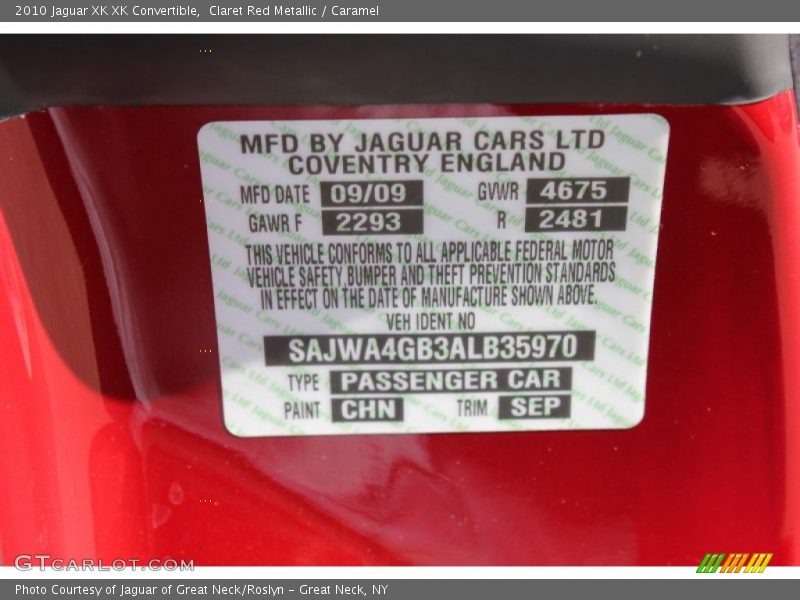 2010 Jaguar XK XK Convertible,  Claret Red Metallic / Caramel
MFD BY JAGUAR CARS LTD
COVENTRY ENGLAND
MFD DATE 09/09 GVWR 4675
GAWR F 2293 R 2481
THIS VEHICLE CONFORMS TO ALL APPLICABLE FEDERAL MOTOR
VEHICLE SAFETY BUMPER AND THEFT PREVENTION STANDARDS
IN EFFECT ON THE DATE OF MANUFACTURE SHOWN ABOVE.
VEH IDENT NO
SAJWA4GB3ALB35970
TYPE PASSENGER CAR
PAINT CHN TRIM SEP
GTCARLOT.COM
Photo Courtesy of Jaguar of Great Neck/Roslyn - Great Neck, NY